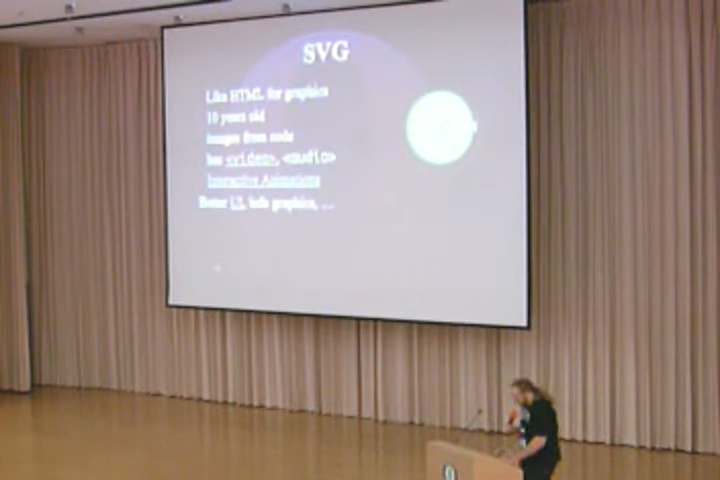 SVG
Like HTML for graphics
10 years old
images from code
has <video>, <audio>
Interactive Animations
Better UI, info graphics, ...